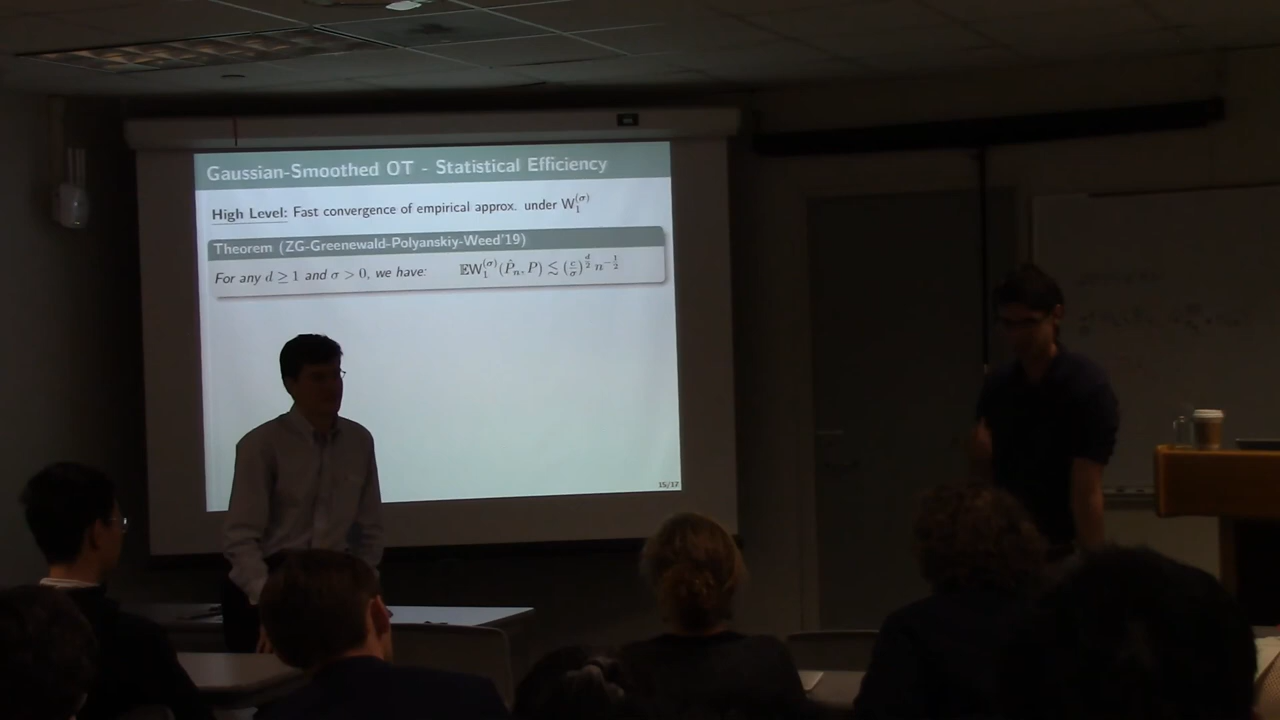 Gaussian-Smoothed OT - Statistical Efficiency
High Level: Fast convergence of empirical approx. under W₁^(σ)
Theorem (ZG-Greenewald-Polyanskiy-Weed'19)
For any d ≥ 1 and σ > 0, we have: 𝔼W₁^(σ)(P̂ₙ, P) ≲ (c/σ)^(d/2) n^(-1/2)
15/17